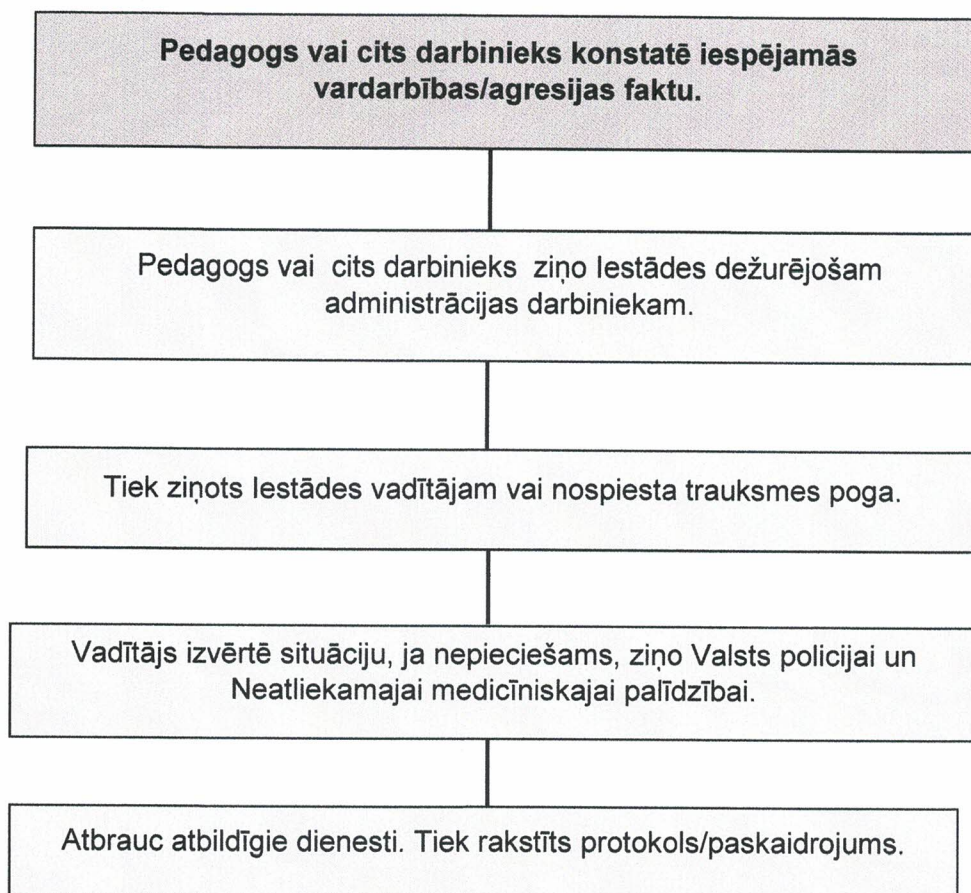 Pedagogs vai cits darbinieks konstatē iespējamās
vardarbības/agresijas faktu.
Pedagogs vai cits darbinieks ziņo Iestādes dežurējošam
administrācijas darbiniekam.
Tiek ziņots Iestādes vadītājam vai nospiesta trauksmes poga.
Vadītājs izvērtē situāciju, ja nepieciešams, ziņo Valsts policijai un
Neatliekamajai medicīniskajai palīdzībai.
Atbrauc atbildīgie dienesti. Tiek rakstīts protokols/paskaidrojums.